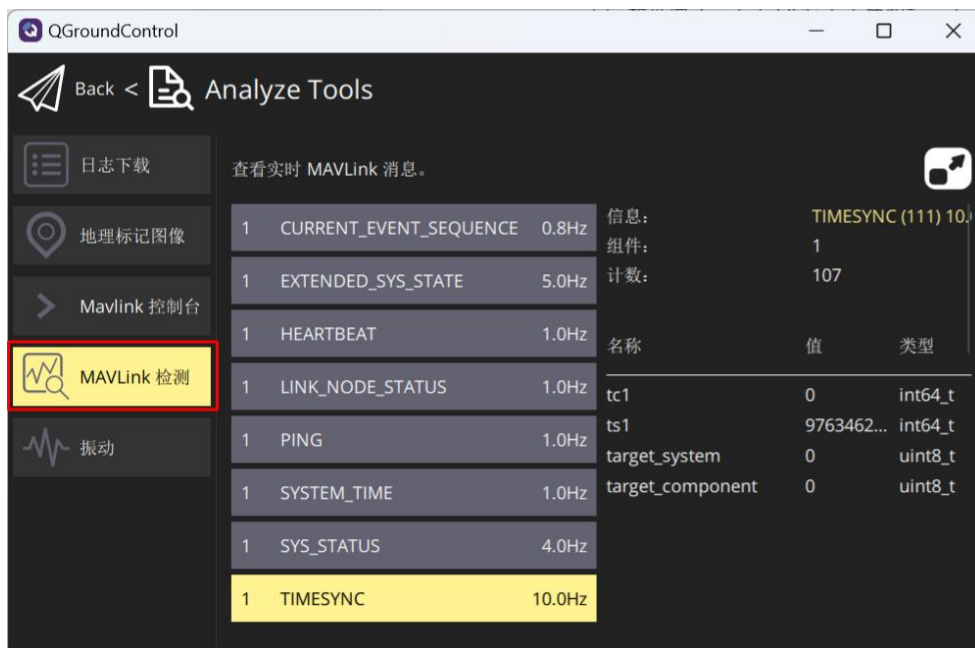 QGroundControl
Back < Analyze Tools
日志下载
地理标记图像
Mavlink 控制台
MAVLink 检测
振动
查看实时 MAVLink 消息。
1 CURRENT_EVENT_SEQUENCE 0.8Hz
1 EXTENDED_SYS_STATE 5.0Hz
1 HEARTBEAT 1.0Hz
1 LINK_NODE_STATUS 1.0Hz
1 PING 1.0Hz
1 SYSTEM_TIME 1.0Hz
1 SYS_STATUS 4.0Hz
1 TIMESYNC 10.0Hz
信息: TIMESYNC (111) 10.
组件: 1
计数: 107
名称 值 类型
tc1 0 int64_t
ts1 9763462... int64_t
target_system 0 uint8_t
target_component 0 uint8_t